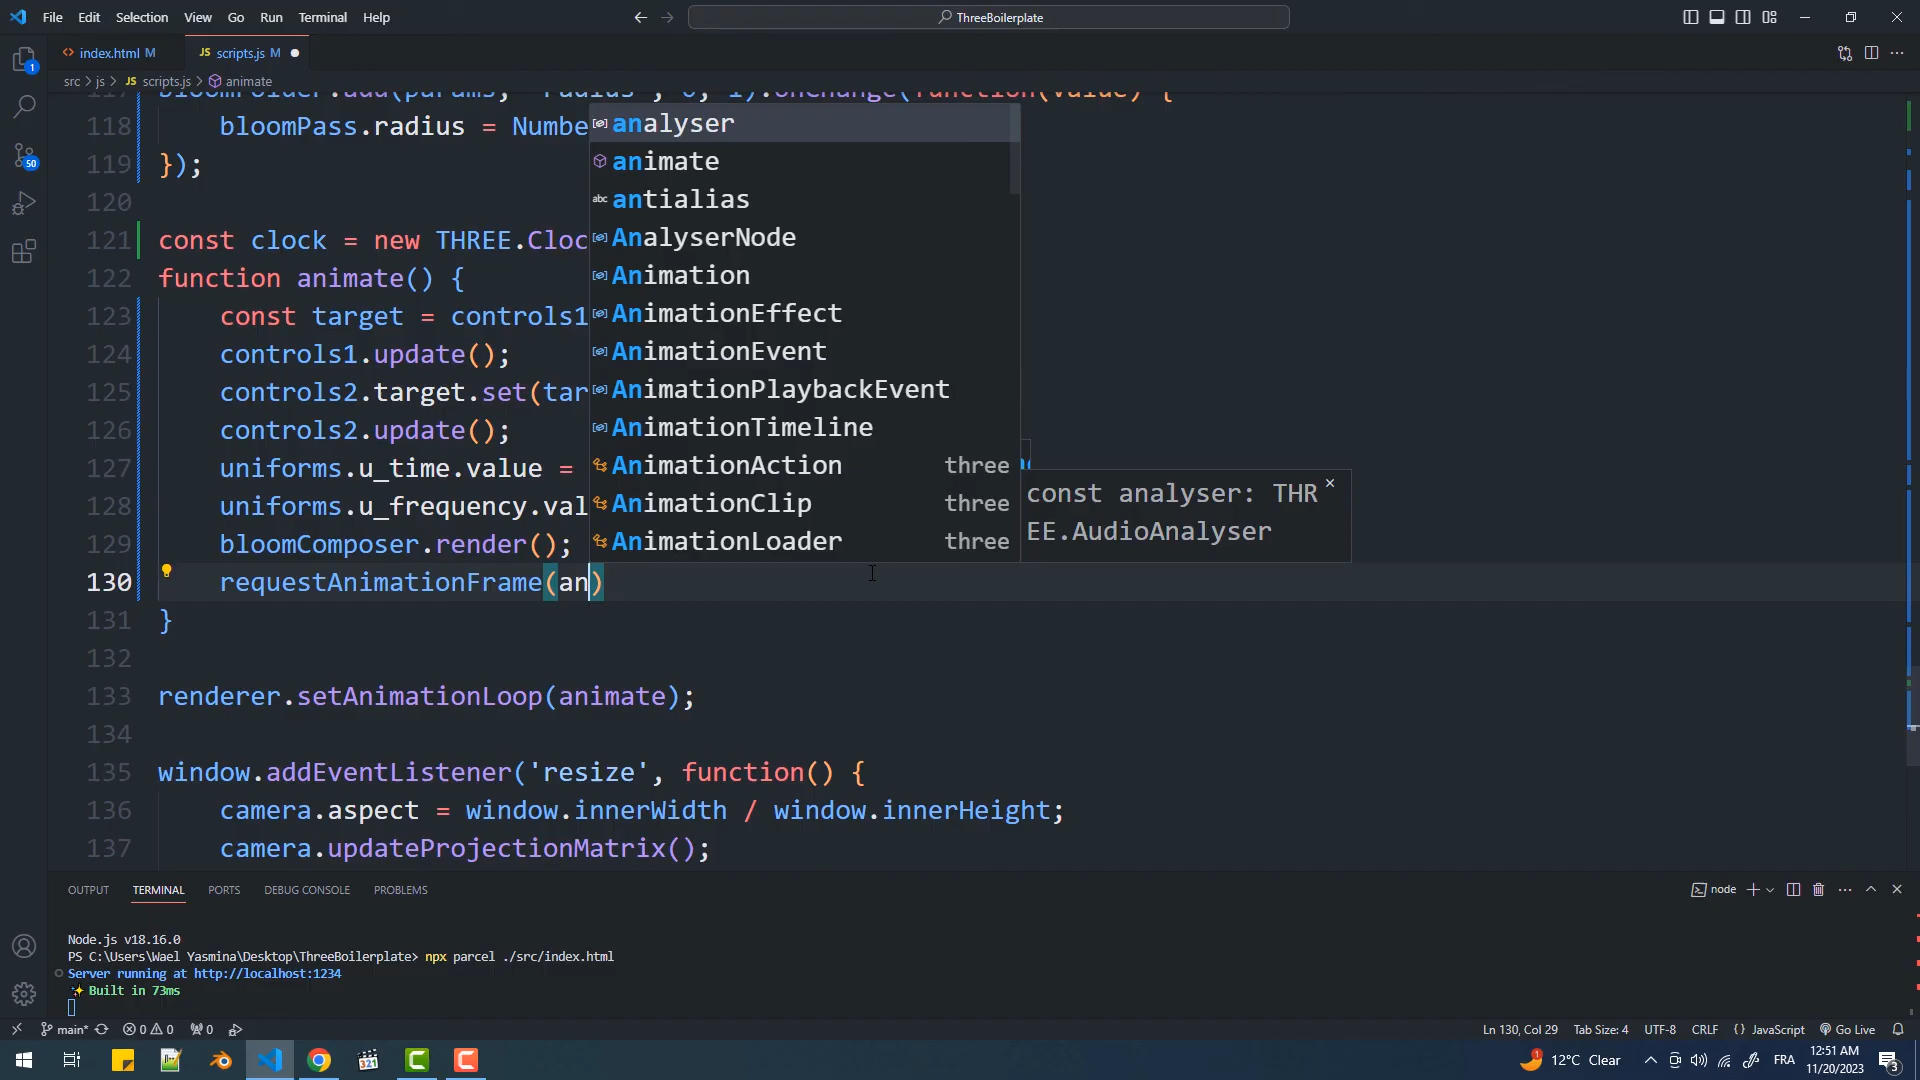 File Edit Selection View Go Run Terminal Help
ThreeBoilerplate
index.html M
JS scripts.js M
src > js > JS scripts.js > animate
118 bloomPass.radius = Numbe
119 });
120
121 const clock = new THREE.Cloc
122 function animate() {
123 const target = controls1
124 controls1.update();
125 controls2.target.set(tar
126 controls2.update();
127 uniforms.u_time.value =
128 uniforms.u_frequency.val
129 bloomComposer.render();
130 requestAnimationFrame(an)
131 }
132
133 renderer.setAnimationLoop(animate);
134
135 window.addEventListener('resize', function() {
136 camera.aspect = window.innerWidth / window.innerHeight;
137 camera.updateProjectionMatrix();
analyser
animate
abc antialias
AnalyserNode
Animation
AnimationEffect
AnimationEvent
AnimationPlaybackEvent
AnimationTimeline
AnimationAction three
AnimationClip three
AnimationLoader three
const analyser: THR
EE.AudioAnalyser
OUTPUT TERMINAL PORTS DEBUG CONSOLE PROBLEMS
node
Node.js v18.16.0
PS C:\Users\Wael Yasmina\Desktop\ThreeBoilerplate> npx parcel ./src/index.html
Server running at http://localhost:1234
Built in 73ms
1
50
main* 0 0 0
Ln 130, Col 29 Tab Size: 4 UTF-8 CRLF {} JavaScript Go Live
321
1
12°C Clear
FRA
12:51 AM
11/20/2023
3